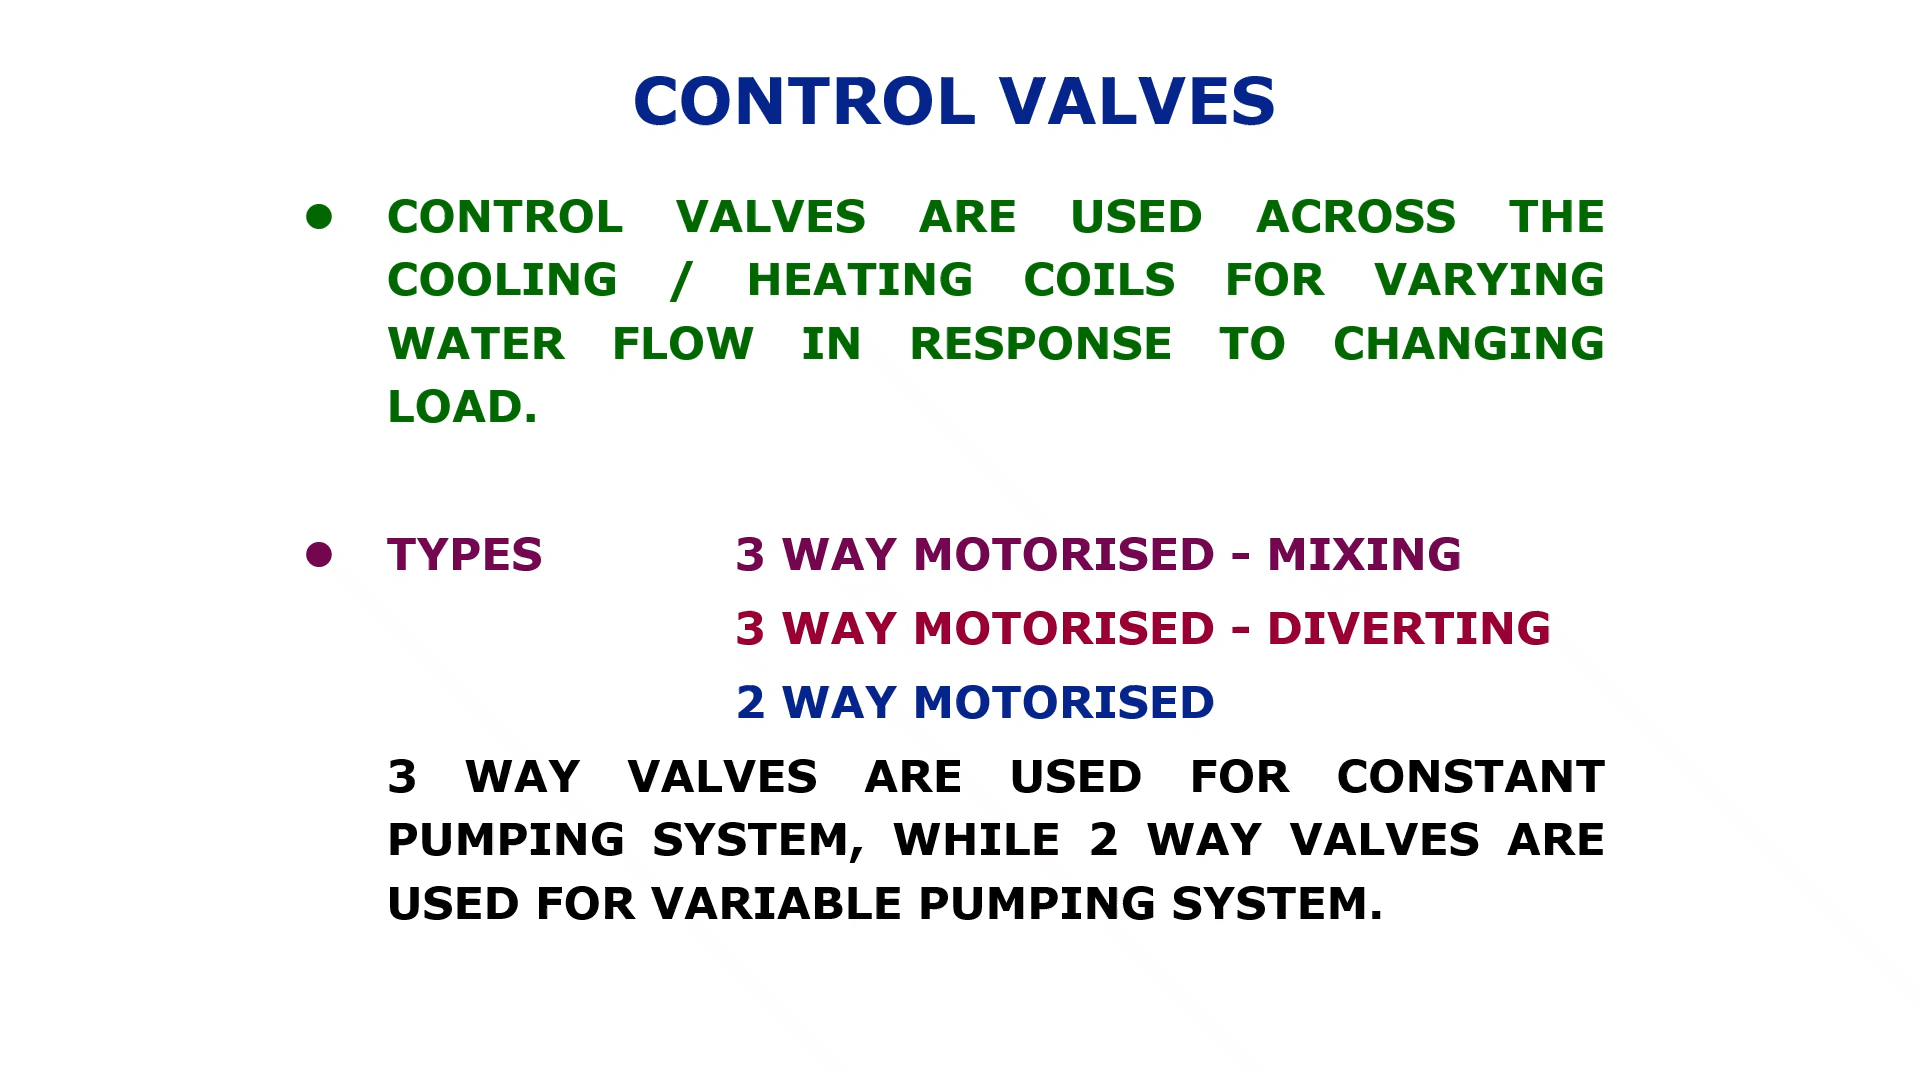 CONTROL VALVES
● CONTROL VALVES ARE USED ACROSS THE
COOLING / HEATING COILS FOR VARYING
WATER FLOW IN RESPONSE TO CHANGING
LOAD.
● TYPES 3 WAY MOTORISED – MIXING
3 WAY MOTORISED – DIVERTING
2 WAY MOTORISED
3 WAY VALVES ARE USED FOR CONSTANT
PUMPING SYSTEM, WHILE 2 WAY VALVES ARE
USED FOR VARIABLE PUMPING SYSTEM.